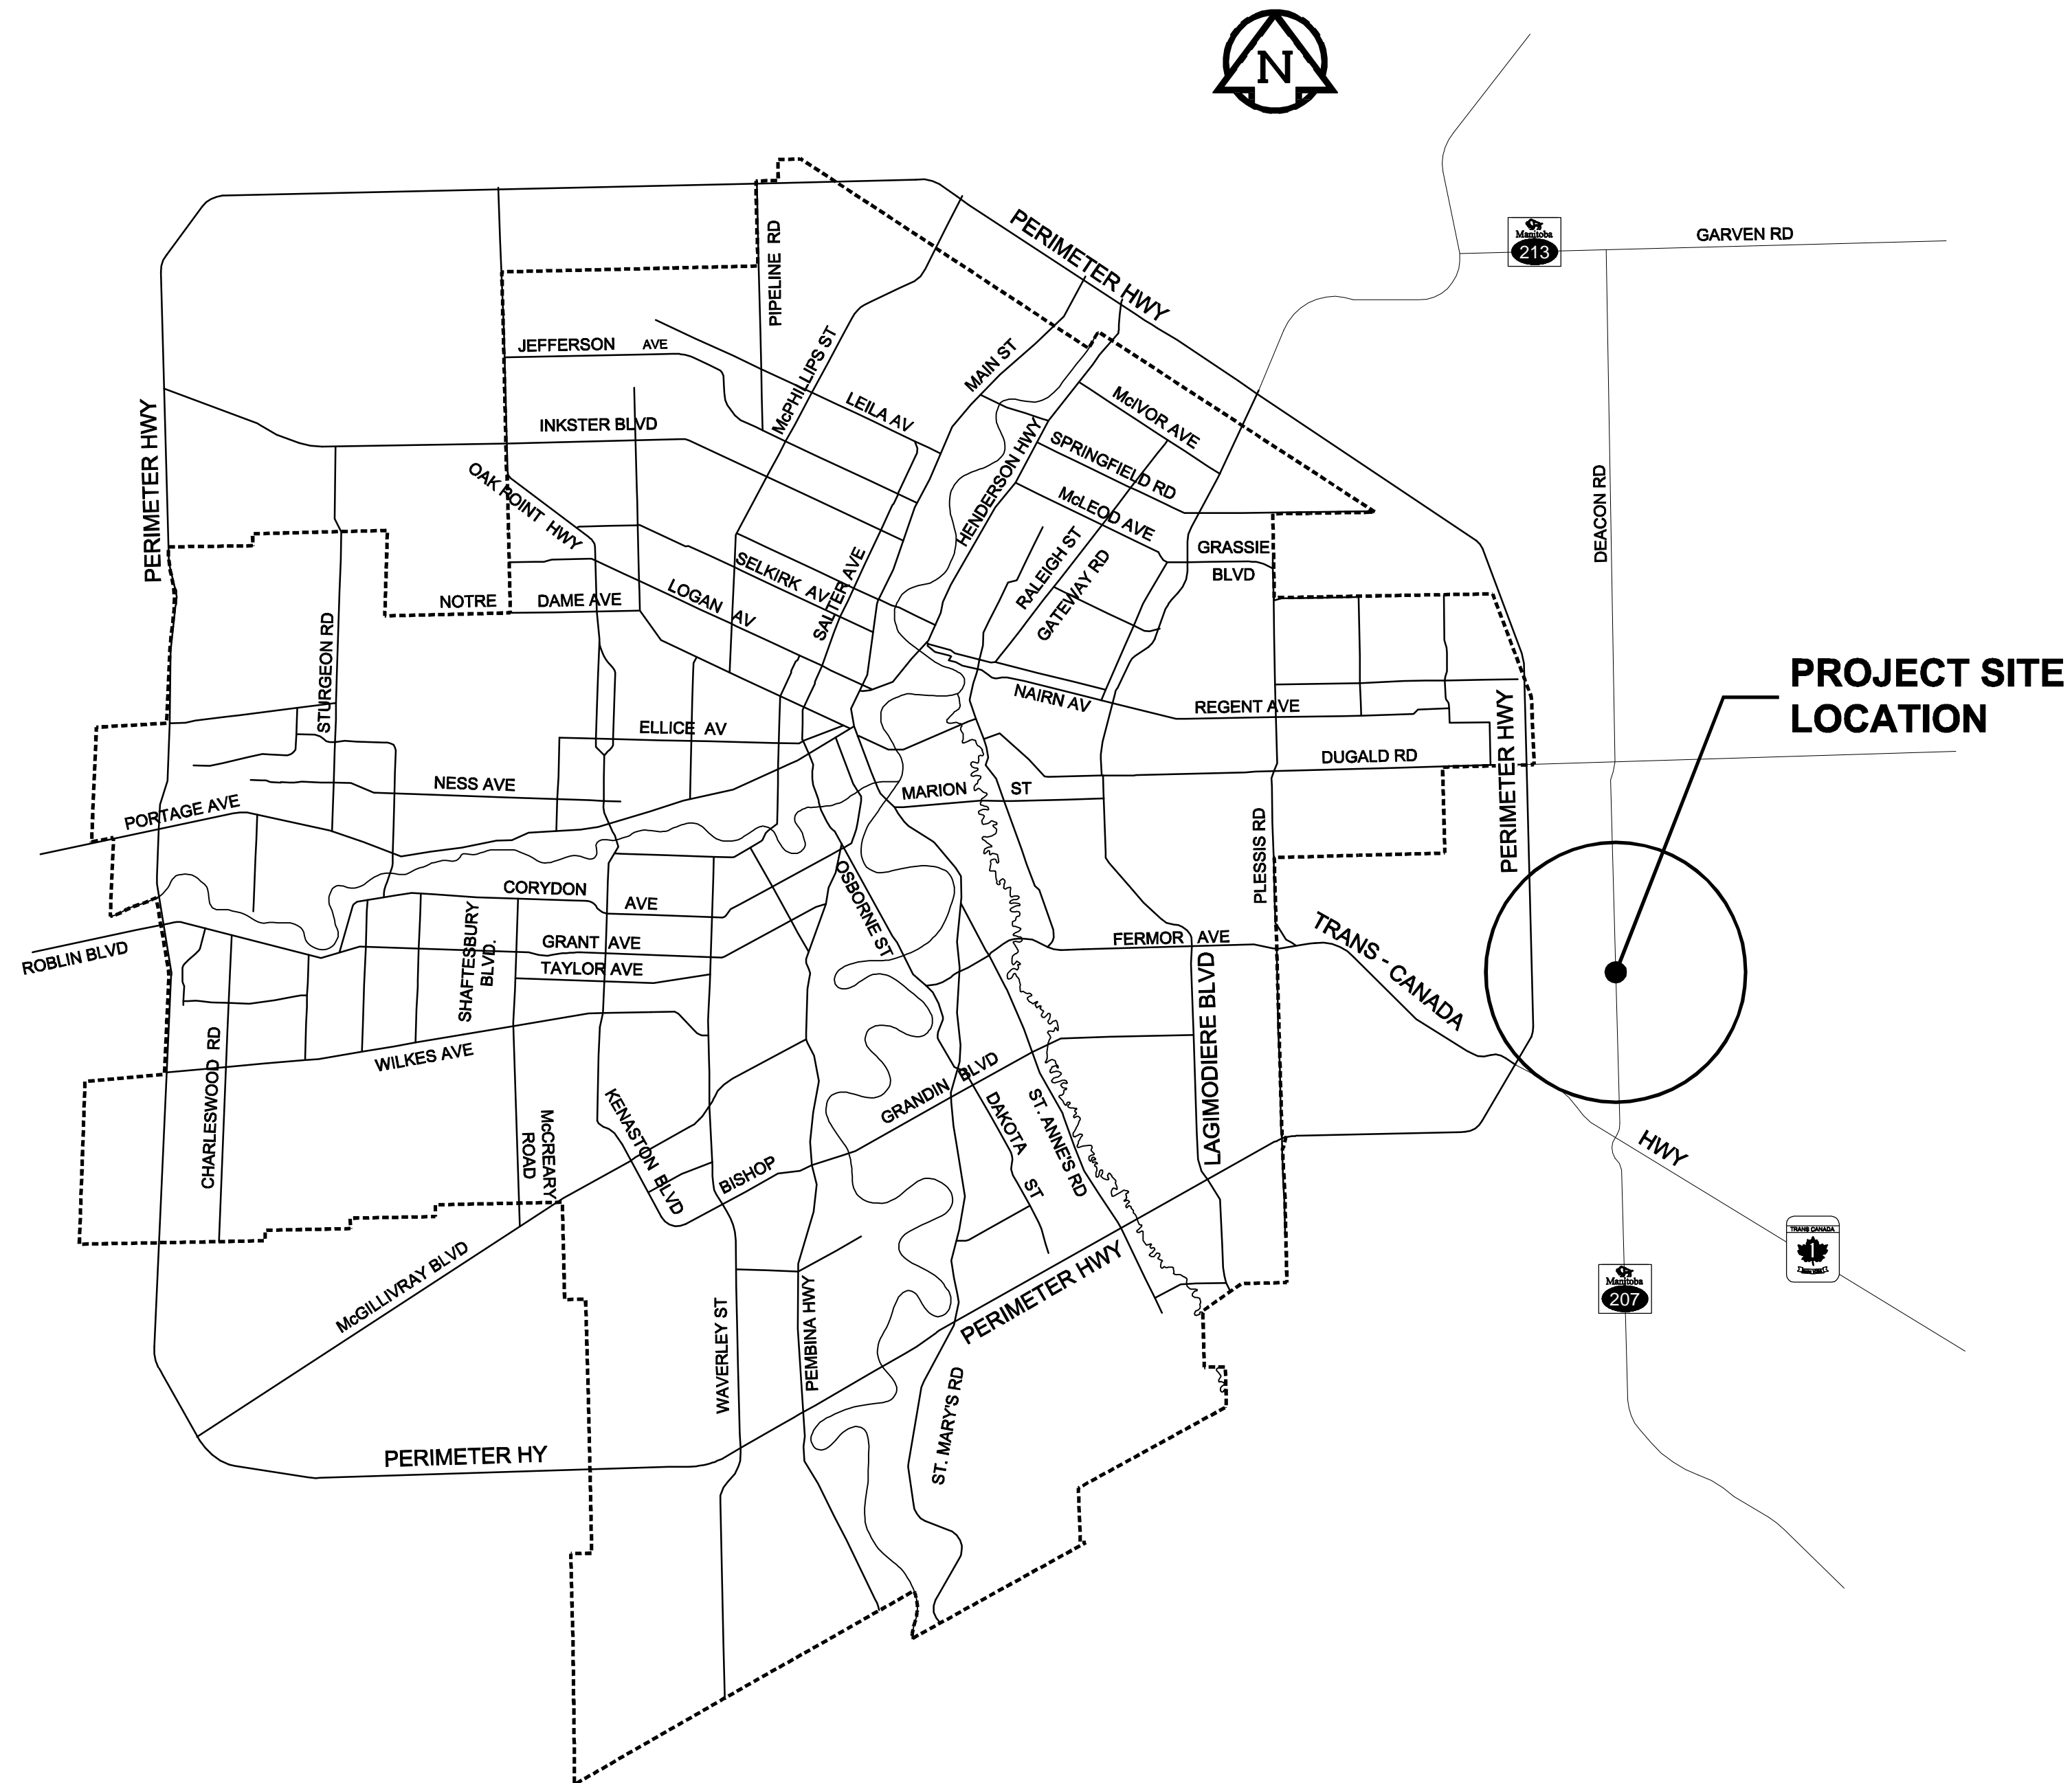 N
PERIMETER HWY
Manitoba
213
GARVEN RD
PIPELINE RD
JEFFERSON AVE
McPHILLIPS ST
MAIN ST
LEILA AV
McIVOR AVE
INKSTER BLVD
PERIMETER HWY
HENDERSON HWY
SPRINGFIELD RD
OAK POINT HWY
McLEOD AVE
DEACON RD
GRASSIE
BLVD
RALEIGH ST
GATEWAY RD
SELKIRK AV
SALTER AVE
LOGAN AV
NOTRE DAME AVE
STURGEON RD
PROJECT SITE
LOCATION
NAIRN AV
REGENT AVE
PERIMETER HWY
ELLICE AV
DUGALD RD
NESS AVE
MARION ST
PORTAGE AVE
PLESSIS RD
OSBORNE ST
CORYDON AVE
SHAFTESBURY
BLVD.
GRANT AVE
FERMOR AVE
TRANS - CANADA
ROBLIN BLVD
TAYLOR AVE
LAGIMODIERE BLVD
CHARLESWOOD RD
WILKES AVE
GRANDIN BLVD
KENASTON BLVD
DAKOTA ST
ST. ANNE'S RD
McCREARY
ROAD
BISHOP
HWY
TRANS CANADA
1
McGILLIVRAY BLVD
PERIMETER HWY
Manitoba
207
WAVERLEY ST
PEMBINA HWY
ST. MARY'S RD
PERIMETER HY